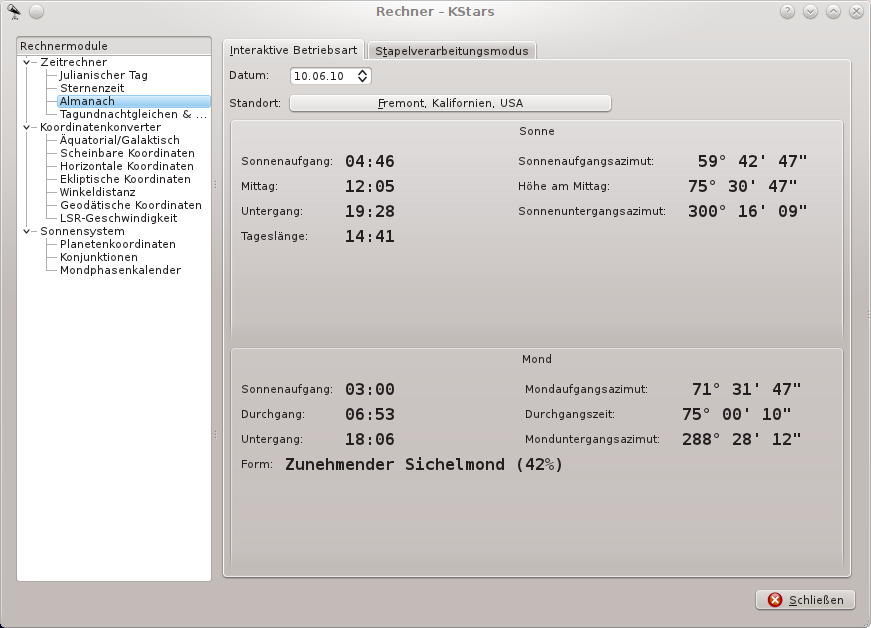 Rechner – KStars
Rechnermodule
Zeitrechner
Julianischer Tag
Sternenzeit
Almanach
Tagundnachtgleichen & ...
Koordinatenkonverter
Äquatorial/Galaktisch
Scheinbare Koordinaten
Horizontale Koordinaten
Ekliptische Koordinaten
Winkeldistanz
Geodätische Koordinaten
LSR-Geschwindigkeit
Sonnensystem
Planetenkoordinaten
Konjunktionen
Mondphasenkalender
Interaktive Betriebsart Stapelverarbeitungsmodus
Datum: 10.06.10
Standort: Fremont, Kalifornien, USA
Sonne
Sonnenaufgang: 04:46 Sonnenaufgangsazimut: 59° 42' 47"
Mittag: 12:05 Höhe am Mittag: 75° 30' 47"
Untergang: 19:28 Sonnenuntergangsazimut: 300° 16' 09"
Tageslänge: 14:41
Mond
Sonnenaufgang: 03:00 Mondaufgangsazimut: 71° 31' 47"
Durchgang: 06:53 Durchgangszeit: 75° 00' 10"
Untergang: 18:06 Monduntergangsazimut: 288° 28' 12"
Form: Zunehmender Sichelmond (42%)
Schließen